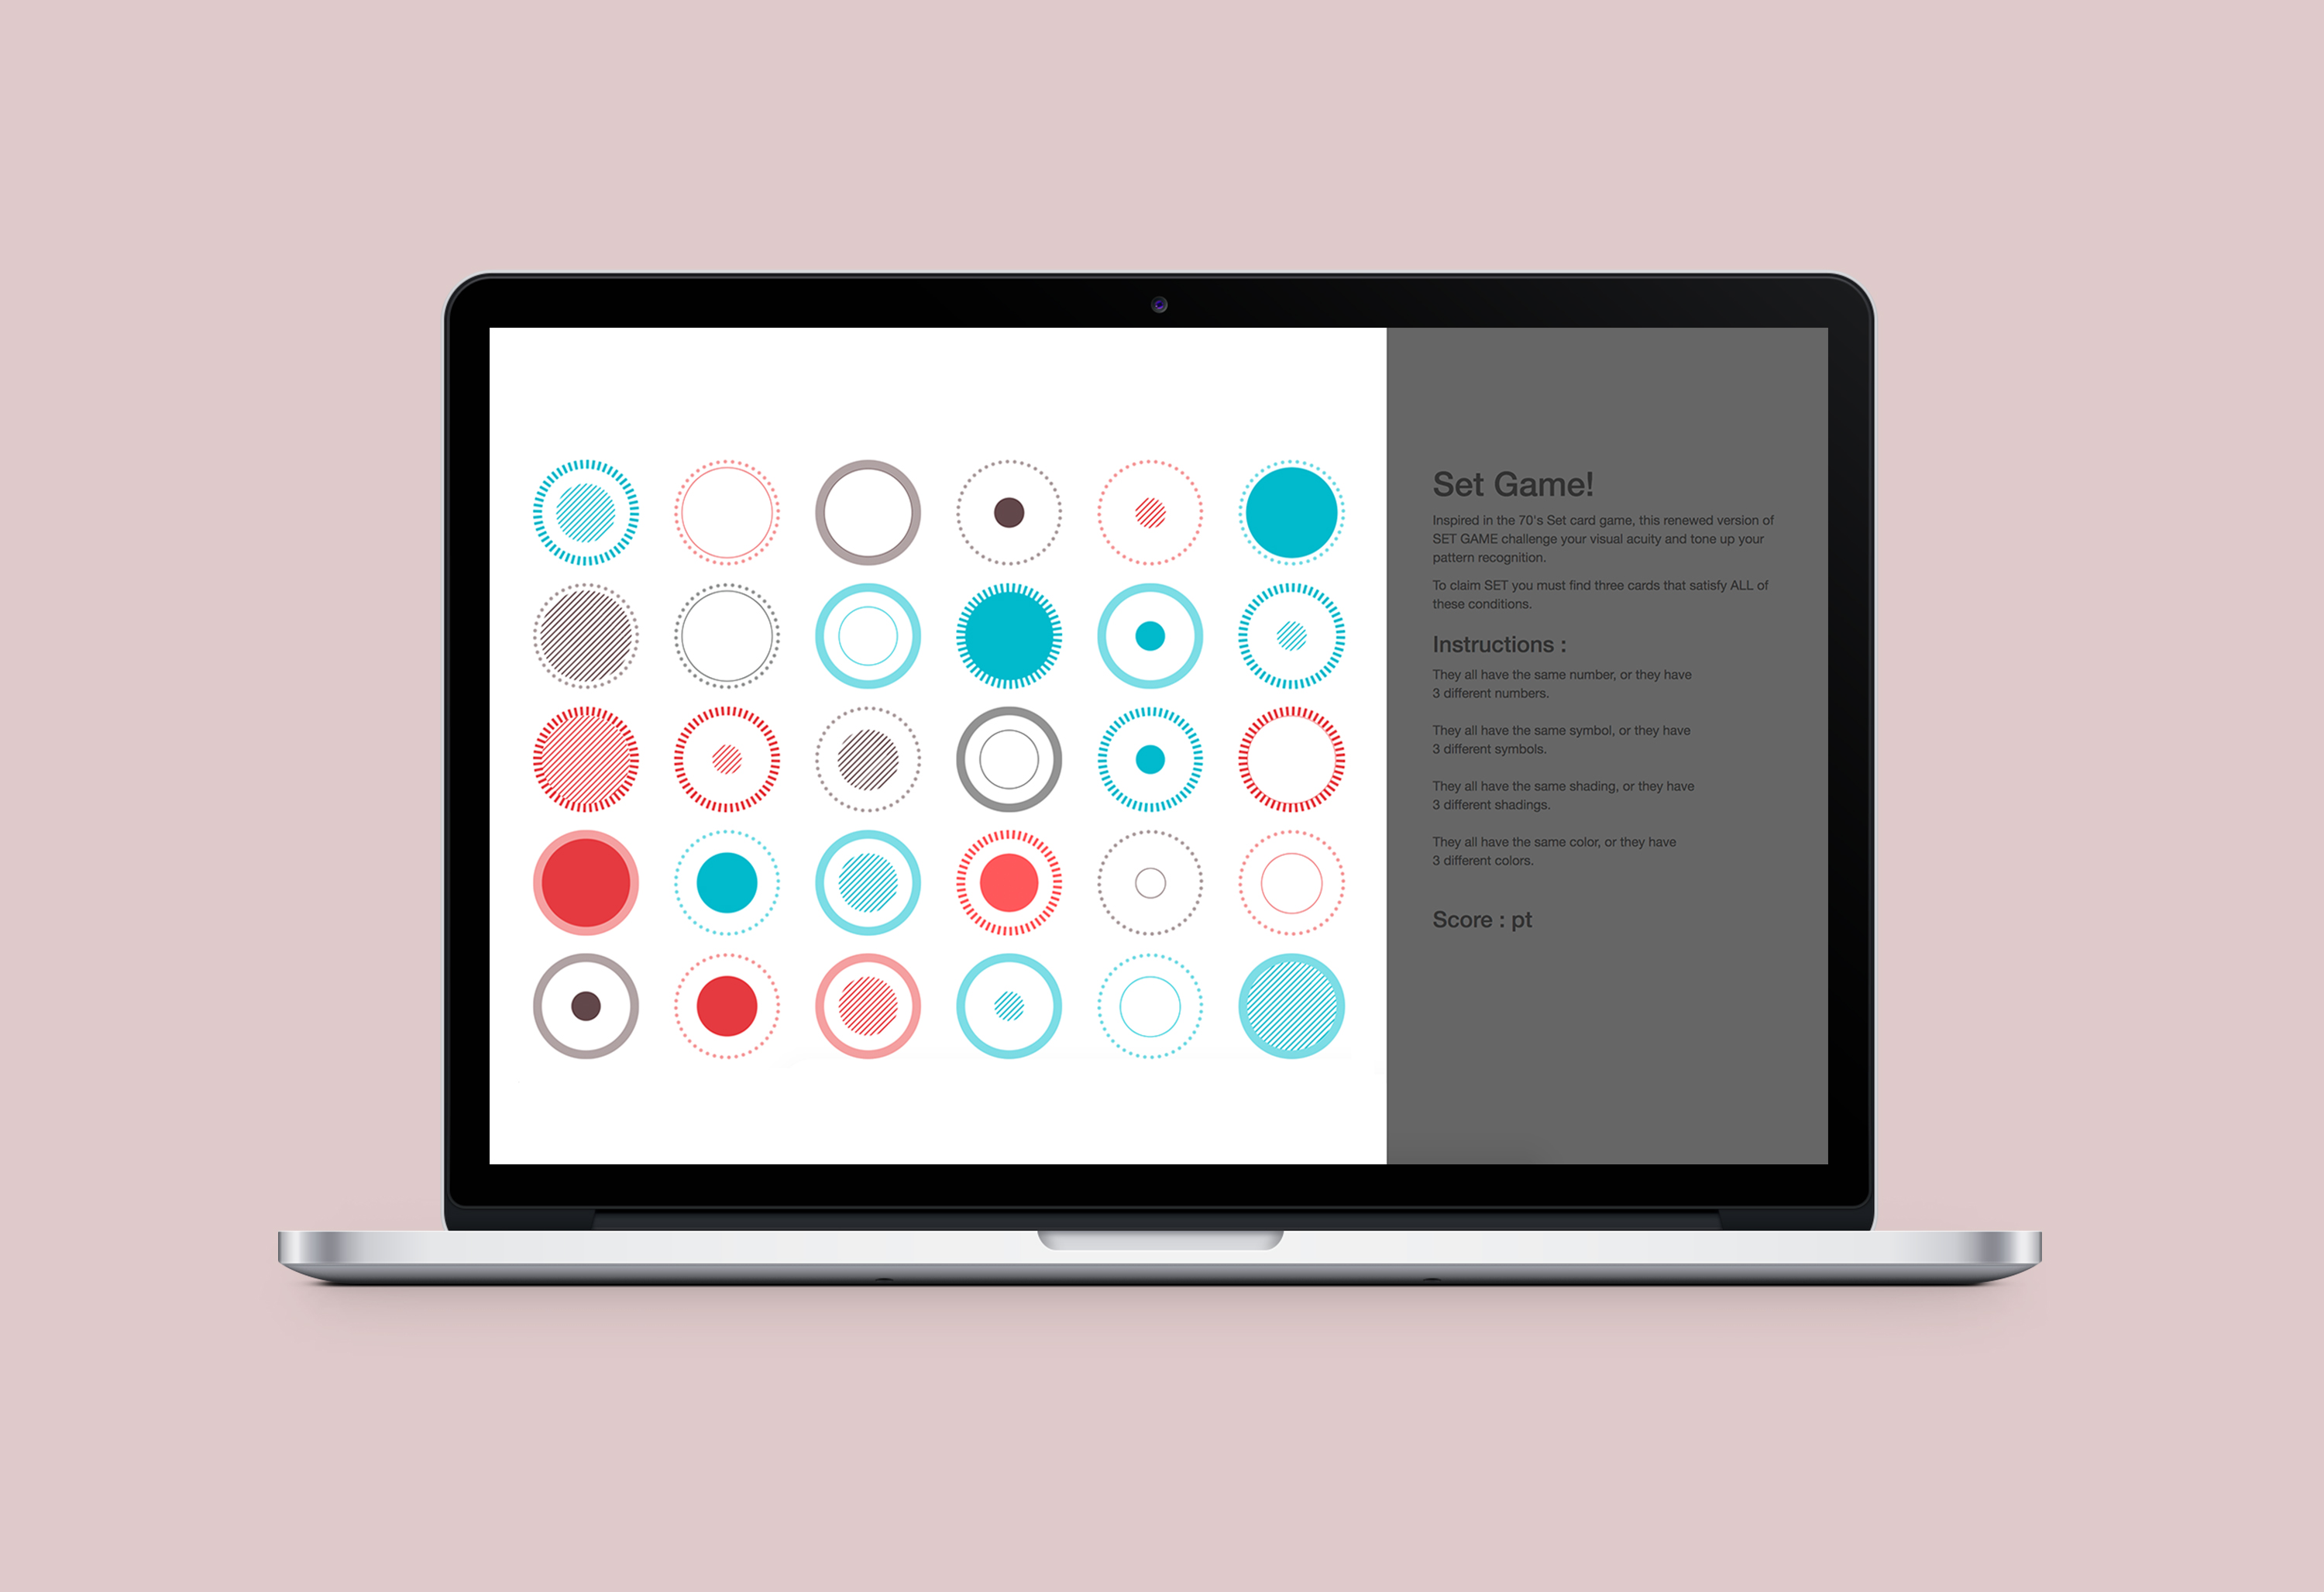 Set Game!
Inspired in the 70's Set card game, this renewed version of
SET GAME challenge your visual acuity and tone up your
pattern recognition.
To claim SET you must find three cards that satisfy ALL of
these conditions.
Instructions :
They all have the same number, or they have
3 different numbers.
They all have the same symbol, or they have
3 different symbols.
They all have the same shading, or they have
3 different shadings.
They all have the same color, or they have
3 different colors.
Score : pt